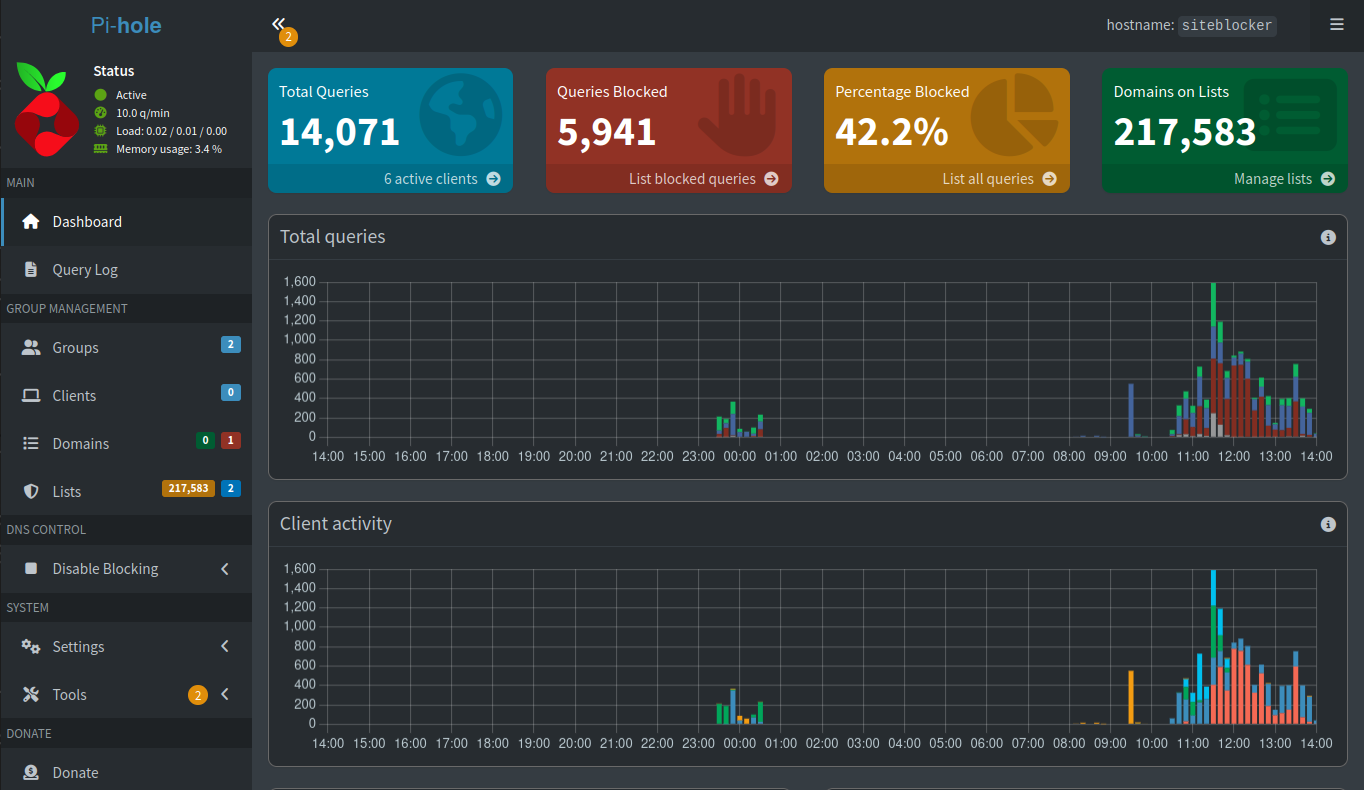 Pi-hole
2
hostname: siteblocker
Status
Active
10.0 q/min
Load: 0.02 / 0.01 / 0.00
Memory usage: 3.4 %
MAIN
Dashboard
Query Log
GROUP MANAGEMENT
Groups 2
Clients 0
Domains 0 1
Lists 217,583 2
DNS CONTROL
Disable Blocking
SYSTEM
Settings
Tools 2
DONATE
Donate
Total Queries
14,071
6 active clients
Queries Blocked
5,941
List blocked queries
Percentage Blocked
42.2%
List all queries
Domains on Lists
217,583
Manage lists
Total queries
1,600
1,400
1,200
1,000
800
600
400
200
0
14:00 15:00 16:00 17:00 18:00 19:00 20:00 21:00 22:00 23:00 00:00 01:00 02:00 03:00 04:00 05:00 06:00 07:00 08:00 09:00 10:00 11:00 12:00 13:00 14:00
Client activity
1,600
1,400
1,200
1,000
800
600
400
200
0
14:00 15:00 16:00 17:00 18:00 19:00 20:00 21:00 22:00 23:00 00:00 01:00 02:00 03:00 04:00 05:00 06:00 07:00 08:00 09:00 10:00 11:00 12:00 13:00 14:00